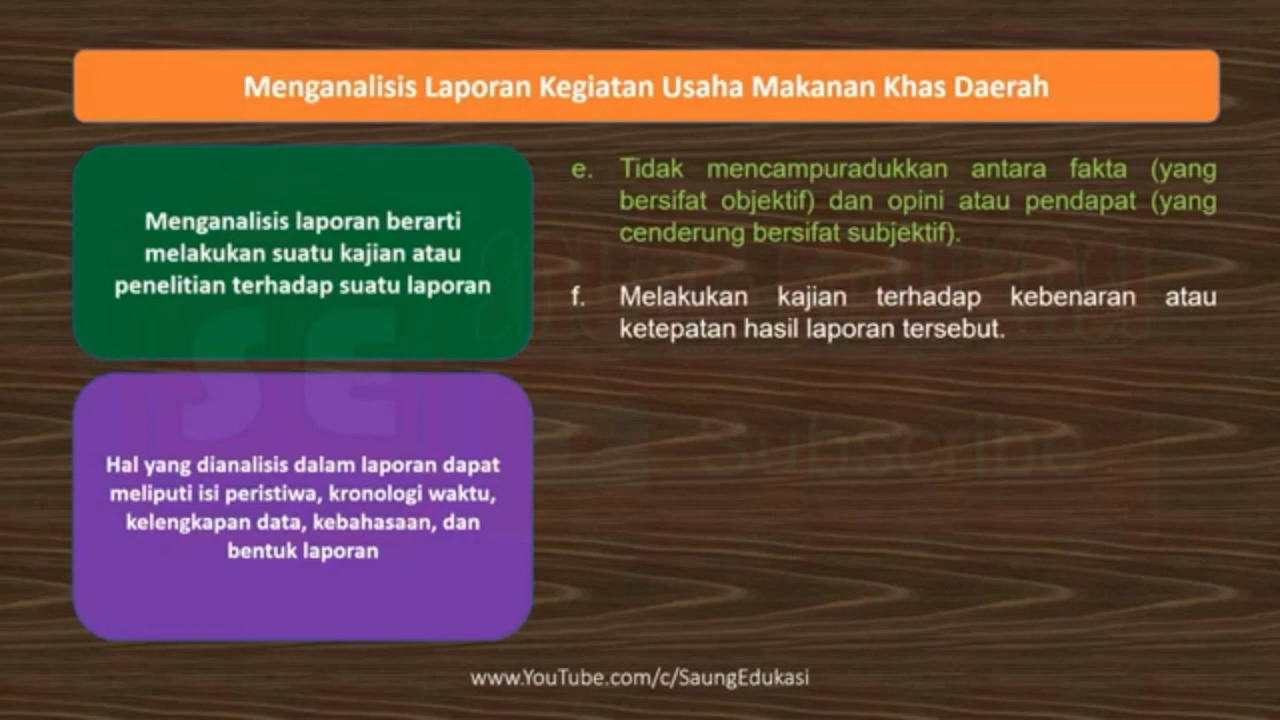 Menganalisis Laporan Kegiatan Usaha Makanan Khas Daerah
Menganalisis laporan berarti
melakukan suatu kajian atau
penelitian terhadap suatu laporan
Hal yang dianalisis dalam laporan dapat
meliputi isi peristiwa, kronologi waktu,
kelengkapan data, kebahasaan, dan
bentuk laporan
e. Tidak mencampuradukkan antara fakta (yang
bersifat objektif) dan opini atau pendapat (yang
cenderung bersifat subjektif).
f. Melakukan kajian terhadap kebenaran atau
ketepatan hasil laporan tersebut.
SE
Subscribe
www.YouTube.com/c/SaungEdukasi